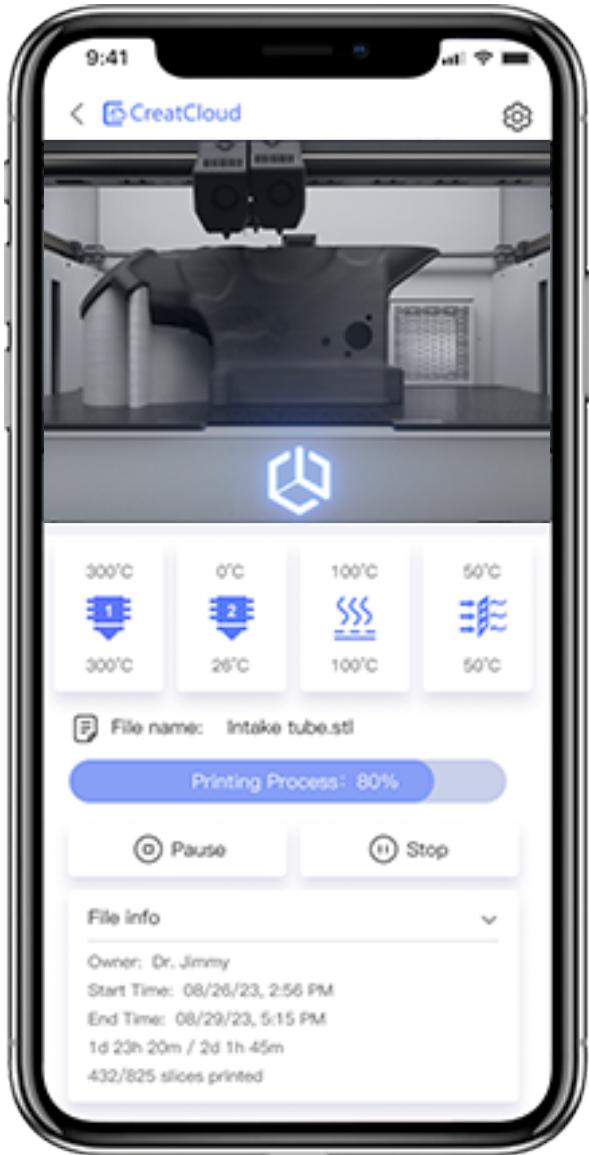 9:41
CreatCloud
300°C 0°C 100°C 50°C
1 2
300°C 26°C 100°C 50°C
File name: Intake tube.stl
Printing Process: 80%
Pause Stop
File info
Owner: Dr. Jimmy
Start Time: 08/26/23, 2:56 PM
End Time: 08/29/23, 5:15 PM
1d 23h 20m / 2d 1h 45m
432/825 slices printed